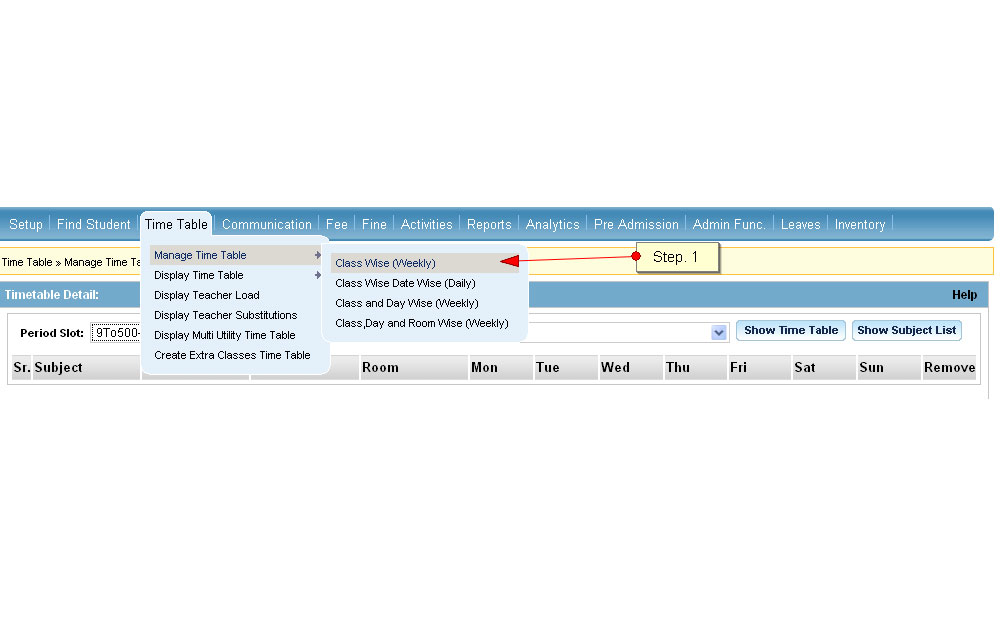 Setup Find Student Time Table Communication Fee Fine Activities Reports Analytics Pre Admission Admin Func. Leaves Inventory
Time Table » Manage Time Ta
Manage Time Table
Display Time Table
Display Teacher Load
Display Teacher Substitutions
Display Multi Utility Time Table
Create Extra Classes Time Table
Class Wise (Weekly)
Class Wise Date Wise (Daily)
Class and Day Wise (Weekly)
Class,Day and Room Wise (Weekly)
Step. 1
Timetable Detail: Help
Period Slot: 9To500- Show Time Table Show Subject List
Sr. Subject Room Mon Tue Wed Thu Fri Sat Sun Remove